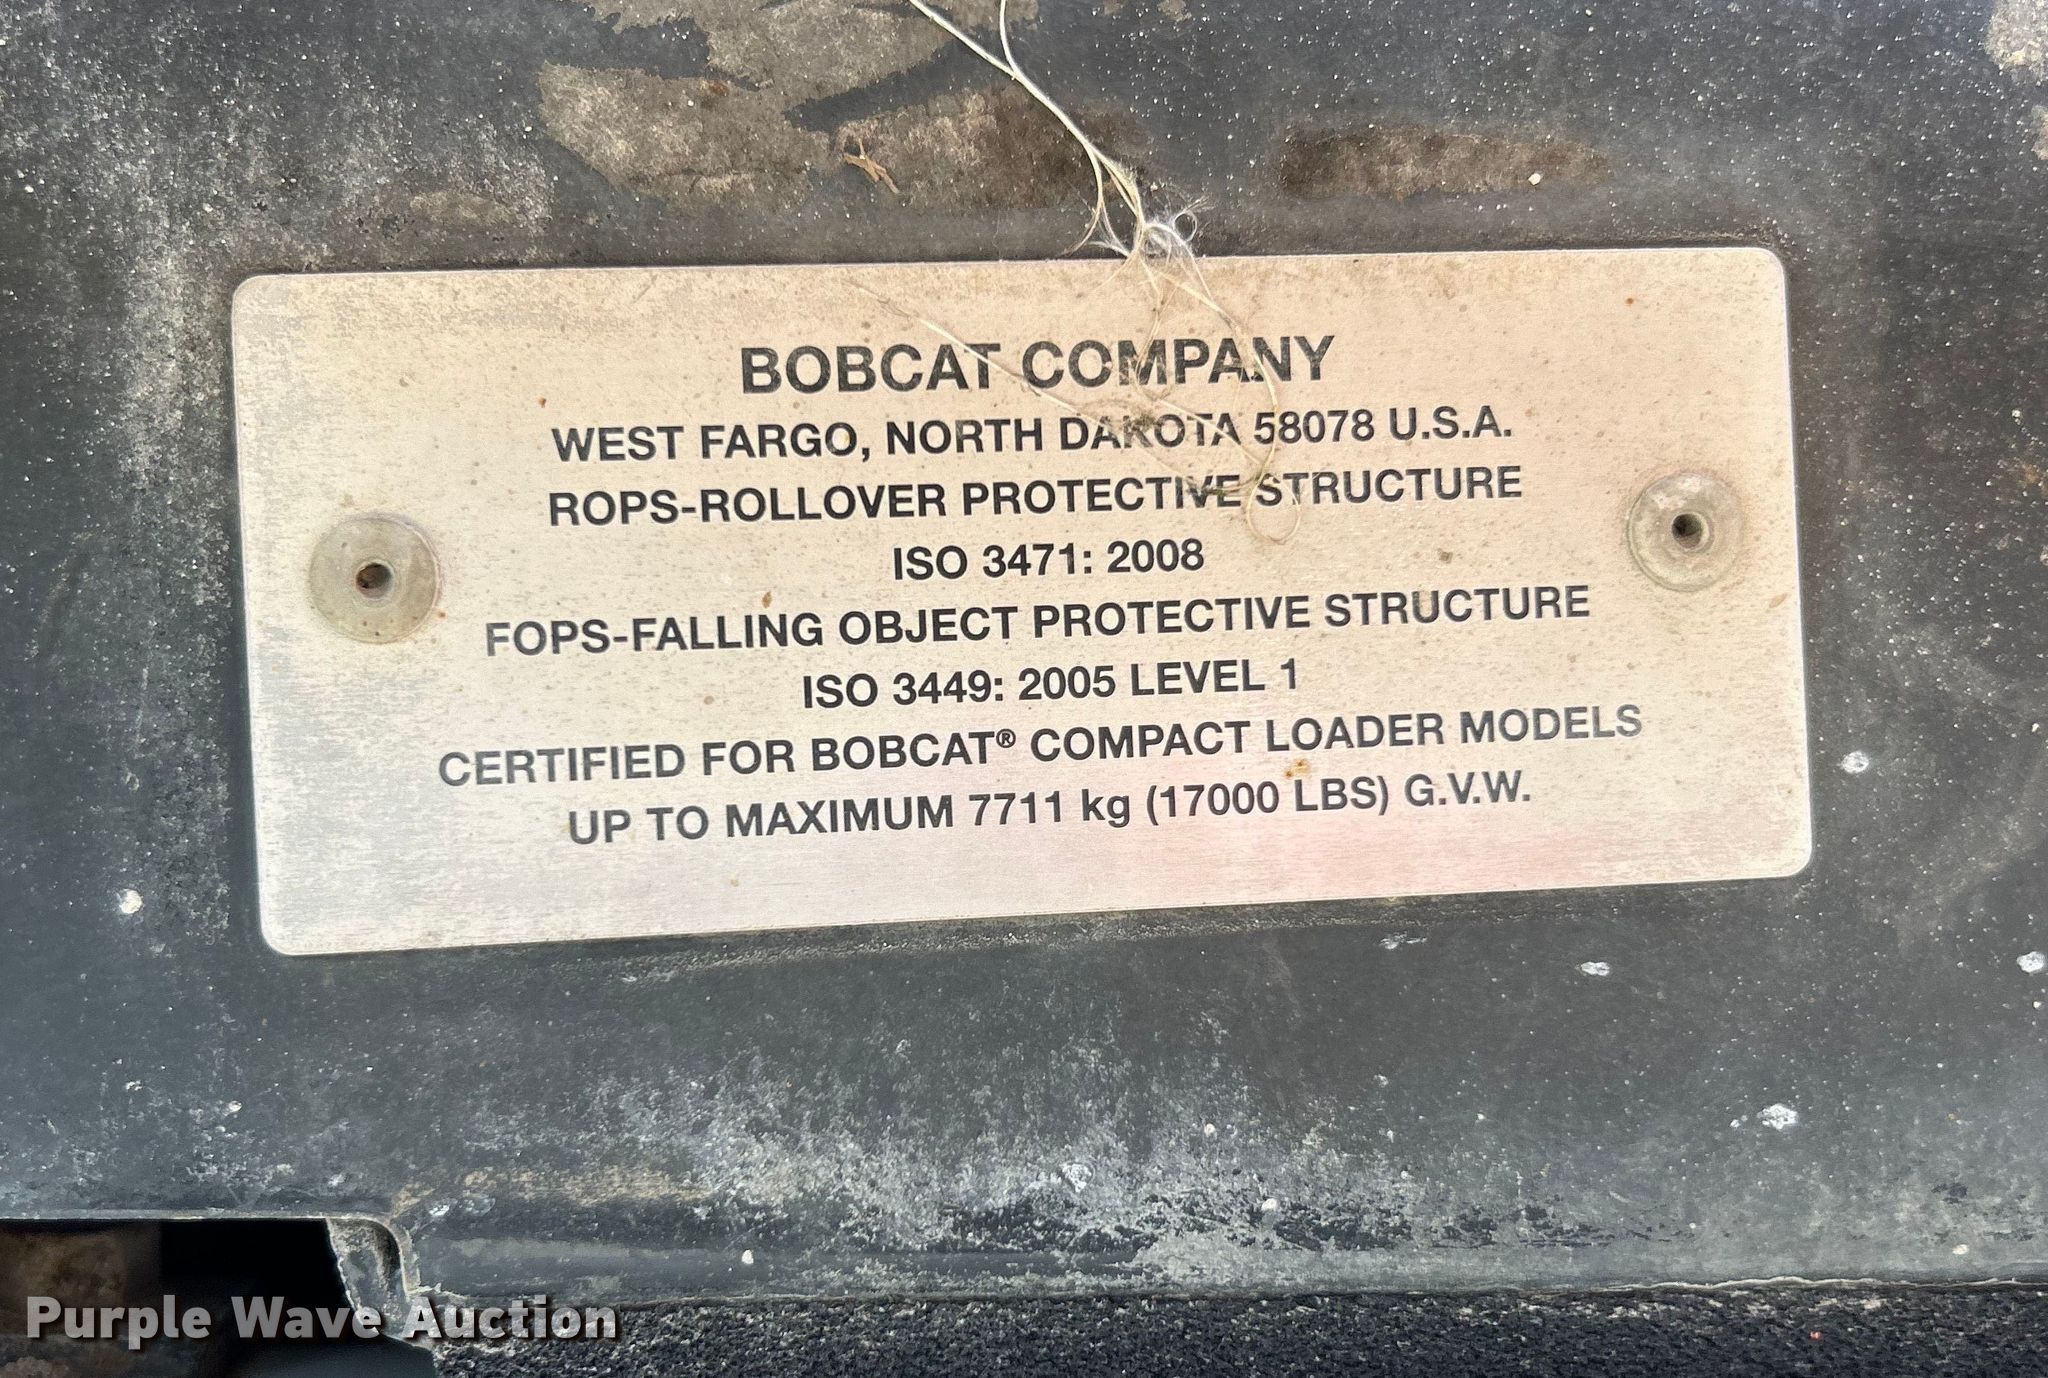 BOBCAT COMPANY
WEST FARGO, NORTH DAKOTA 58078 U.S.A.
ROPS-ROLLOVER PROTECTIVE STRUCTURE
ISO 3471: 2008
FOPS-FALLING OBJECT PROTECTIVE STRUCTURE
ISO 3449: 2005 LEVEL 1
CERTIFIED FOR BOBCAT® COMPACT LOADER MODELS
UP TO MAXIMUM 7711 kg (17000 LBS) G.V.W.
Purple Wave Auction